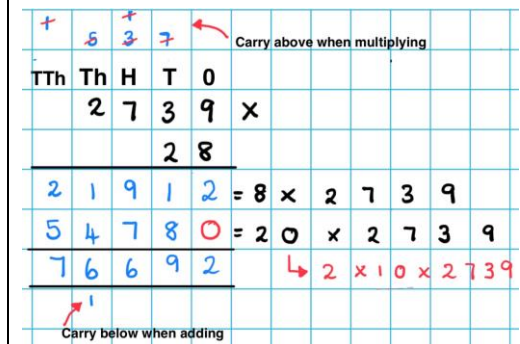 + +
5 3 7
Carry above when multiplying
TTh Th H T O
2 7 3 9 ×
2 8
2 1 9 1 2 = 8 × 2 7 3 9
5 4 7 8 0 = 2 0 × 2 7 3 9
7 6 6 9 2 ↳ 2 × 1 0 × 2 7 3 9
1
Carry below when adding